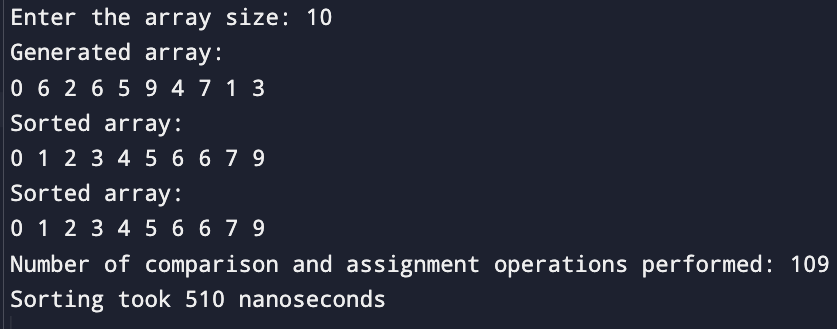 Enter the array size: 10
Generated array:
0 6 2 6 5 9 4 7 1 3
Sorted array:
0 1 2 3 4 5 6 6 7 9
Sorted array:
0 1 2 3 4 5 6 6 7 9
Number of comparison and assignment operations performed: 109
Sorting took 510 nanoseconds